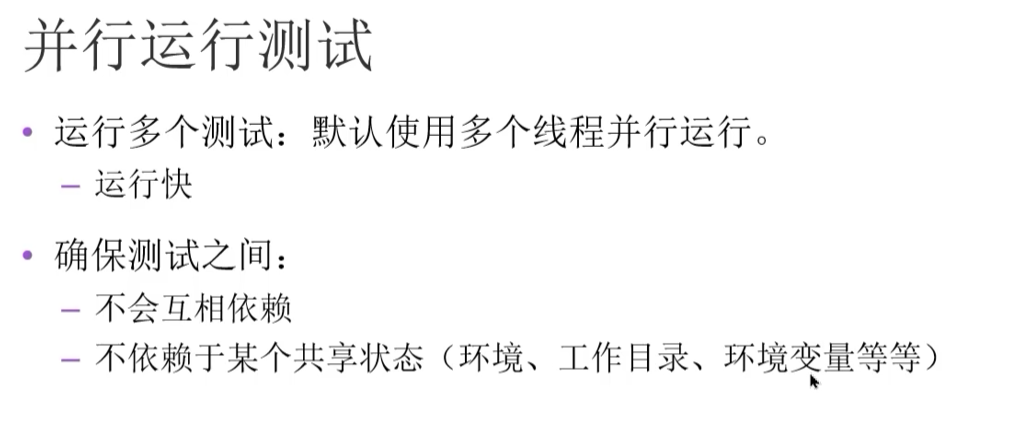 并行运行测试
• 运行多个测试：默认使用多个线程并行运行。
– 运行快
• 确保测试之间：
– 不会互相依赖
– 不依赖于某个共享状态（环境、工作目录、环境变量等等）